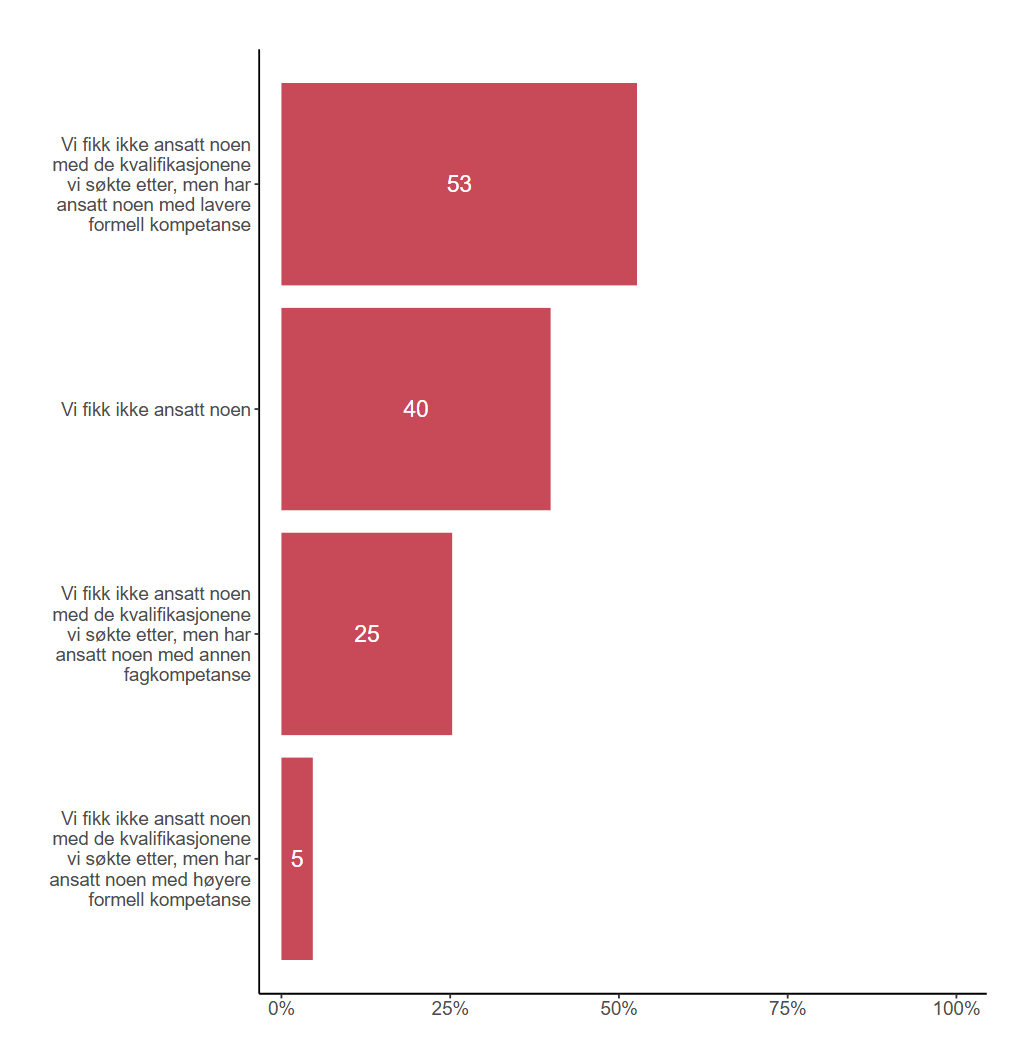 Vi fikk ikke ansatt noen
med de kvalifikasjonene
vi søkte etter, men har
ansatt noen med lavere
formell kompetanse
53
Vi fikk ikke ansatt noen
40
Vi fikk ikke ansatt noen
med de kvalifikasjonene
vi søkte etter, men har
ansatt noen med annen
fagkompetanse
25
Vi fikk ikke ansatt noen
med de kvalifikasjonene
vi søkte etter, men har
ansatt noen med høyere
formell kompetanse
5
0% 25% 50% 75% 100%